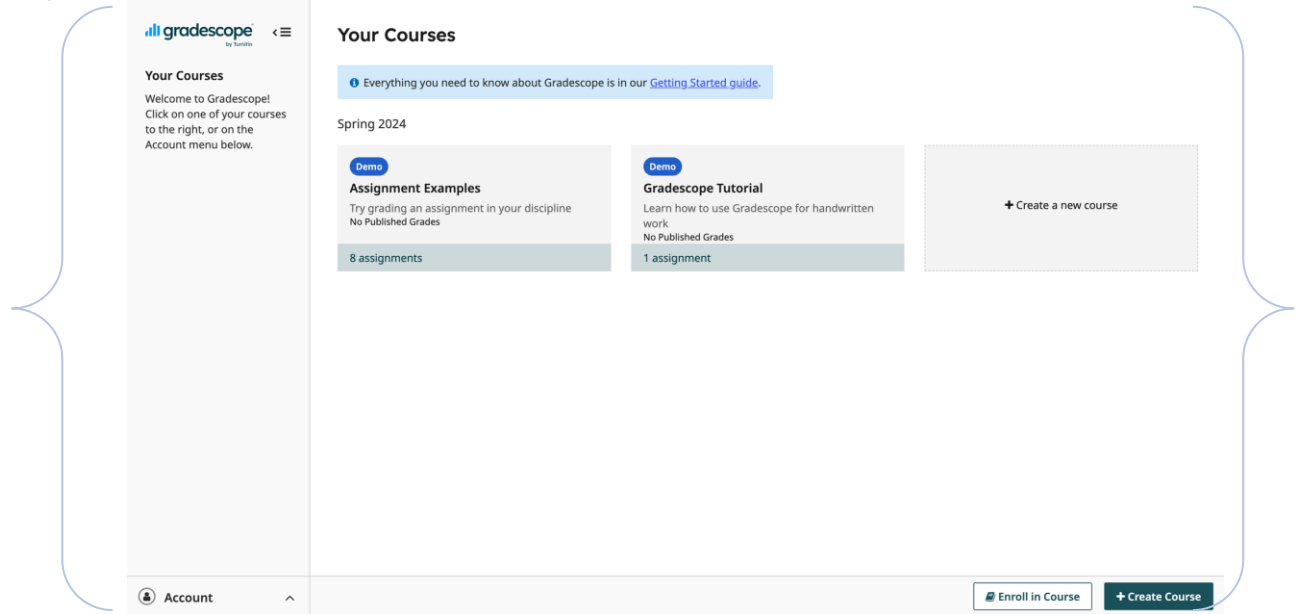 gradescope
by Turnitin
Your Courses
Welcome to Gradescope!
Click on one of your courses
to the right, or on the
Account menu below.
Account
Your Courses
Everything you need to know about Gradescope is in our Getting Started guide.
Spring 2024
Demo
Assignment Examples
Try grading an assignment in your discipline
No Published Grades
8 assignments
Demo
Gradescope Tutorial
Learn how to use Gradescope for handwritten
work
No Published Grades
1 assignment
+ Create a new course
Enroll in Course
+ Create Course